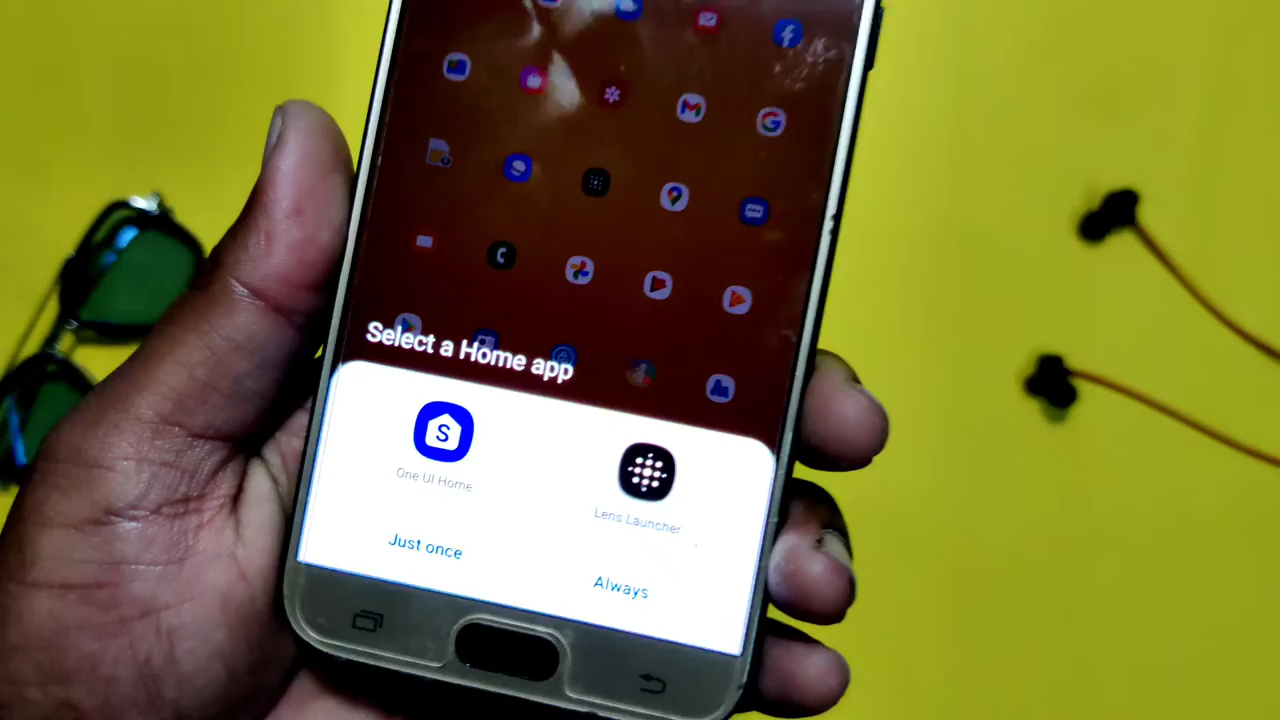 Select a Home app
S
One UI Home
Lens Launcher
Just once
Always